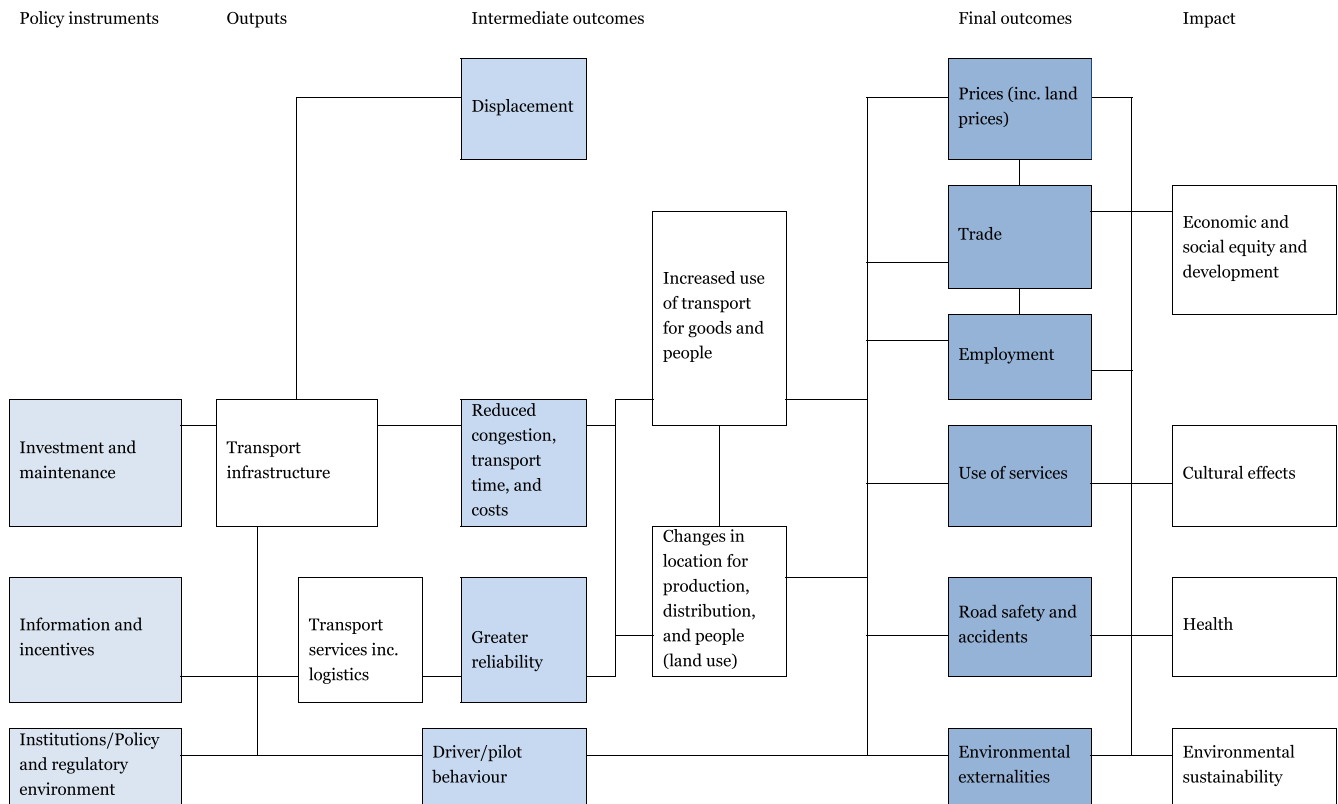 Policy instruments
Outputs
Intermediate outcomes
Final outcomes
Impact
Displacement
Prices (inc. land
prices)
Trade
Economic and
social equity and
development
Increased use
of transport
for goods and
people
Employment
Investment and
maintenance
Transport
infrastructure
Reduced
congestion,
transport
time, and
costs
Use of services
Cultural effects
Changes in
location for
production,
distribution,
and people
(land use)
Information and
incentives
Transport
services inc.
logistics
Greater
reliability
Road safety and
accidents
Health
Institutions/Policy
and regulatory
environment
Driver/pilot
behaviour
Environmental
externalities
Environmental
sustainability